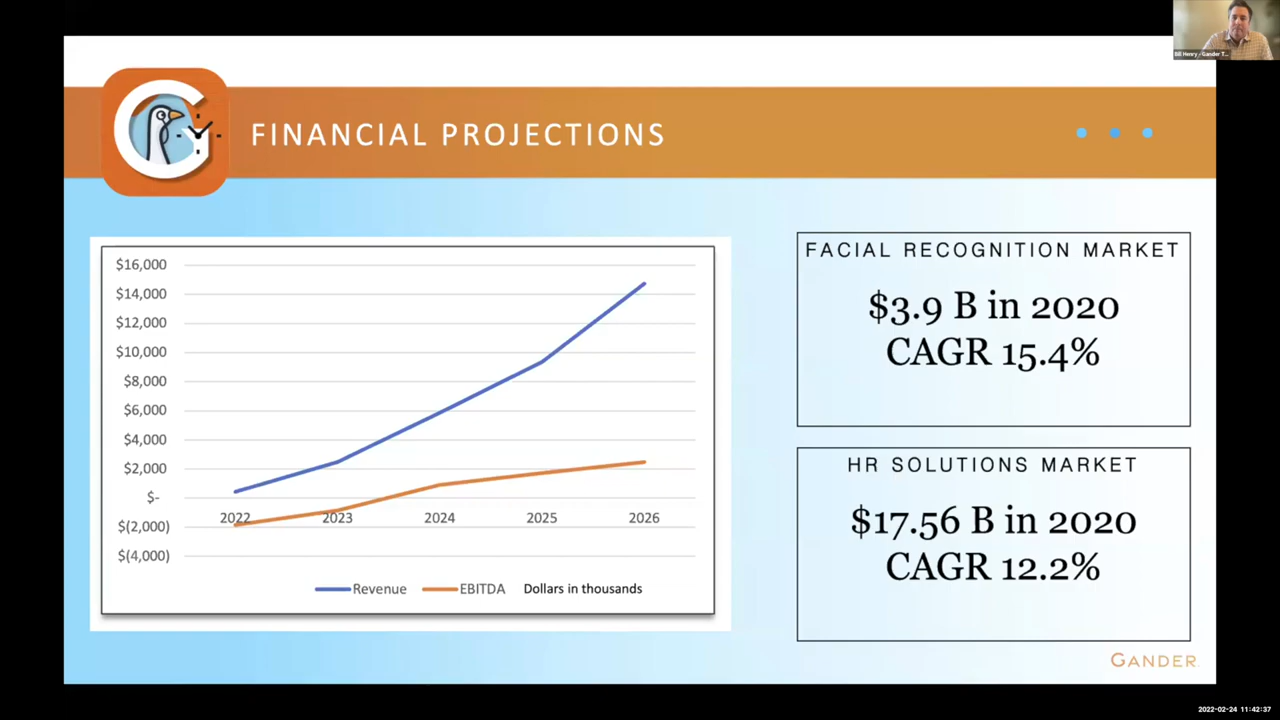 Bill Henry / Gander T...
FINANCIAL PROJECTIONS
$16,000
$14,000
$12,000
$10,000
$8,000
$6,000
$4,000
$2,000
$-
$(2,000)
$(4,000)
2022 2023 2024 2025 2026
Revenue EBITDA Dollars in thousands
FACIAL RECOGNITION MARKET
$3.9 B in 2020
CAGR 15.4%
HR SOLUTIONS MARKET
$17.56 B in 2020
CAGR 12.2%
GANDER
2022-02-24 11:42:37